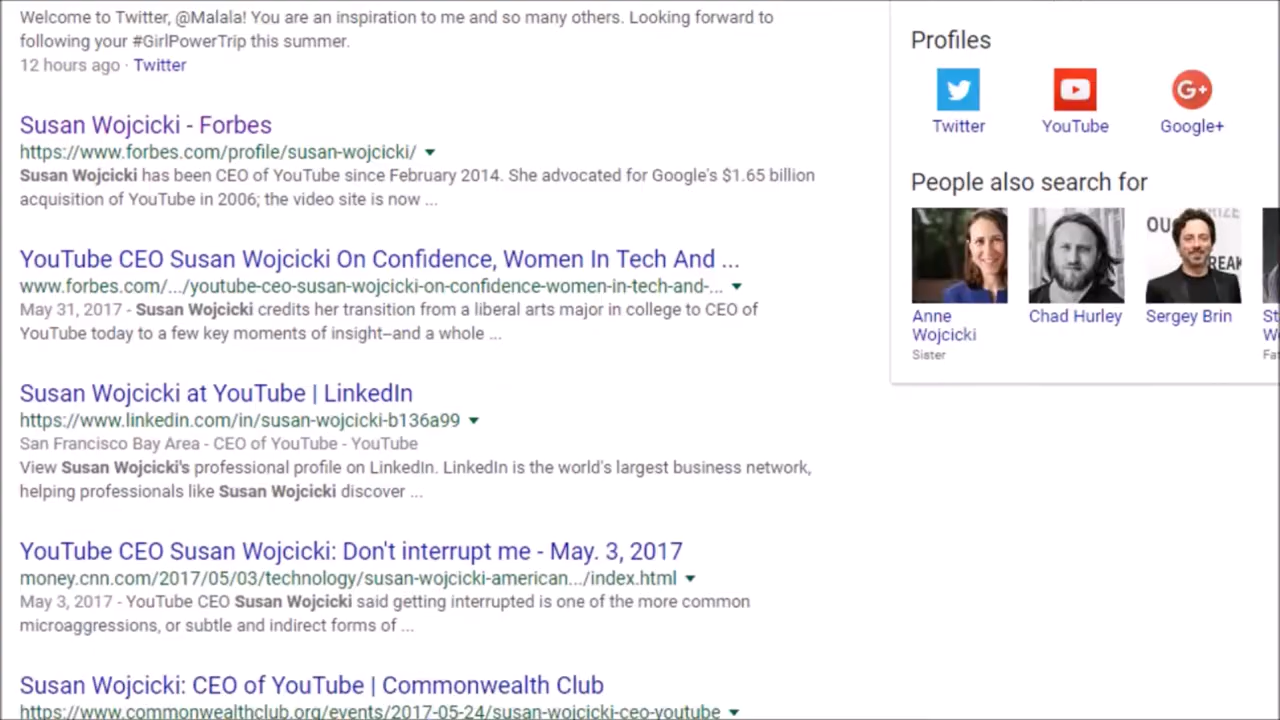 Welcome to Twitter, @Malala! You are an inspiration to me and so many others. Looking forward to
following your #GirlPowerTrip this summer.
12 hours ago · Twitter
Susan Wojcicki - Forbes
https://www.forbes.com/profile/susan-wojcicki/
Susan Wojcicki has been CEO of YouTube since February 2014. She advocated for Google's $1.65 billion
acquisition of YouTube in 2006; the video site is now ...
YouTube CEO Susan Wojcicki On Confidence, Women In Tech And ...
www.forbes.com/.../youtube-ceo-susan-wojcicki-on-confidence-women-in-tech-and-...
May 31, 2017 - Susan Wojcicki credits her transition from a liberal arts major in college to CEO of
YouTube today to a few key moments of insight–and a whole ...
Susan Wojcicki at YouTube | LinkedIn
https://www.linkedin.com/in/susan-wojcicki-b136a99
San Francisco Bay Area - CEO of YouTube - YouTube
View Susan Wojcicki's professional profile on LinkedIn. LinkedIn is the world's largest business network,
helping professionals like Susan Wojcicki discover ...
YouTube CEO Susan Wojcicki: Don't interrupt me - May. 3, 2017
money.cnn.com/2017/05/03/technology/susan-wojcicki-american.../index.html
May 3, 2017 - YouTube CEO Susan Wojcicki said getting interrupted is one of the more common
microaggressions, or subtle and indirect forms of ...
Susan Wojcicki: CEO of YouTube | Commonwealth Club
https://www.commonwealthclub.org/events/2017-05-24/susan-wojcicki-ceo-youtube
Profiles
G+
Twitter YouTube Google+
People also search for
OU
REAK
Anne Chad Hurley Sergey Brin St
Wojcicki W
Sister Fa